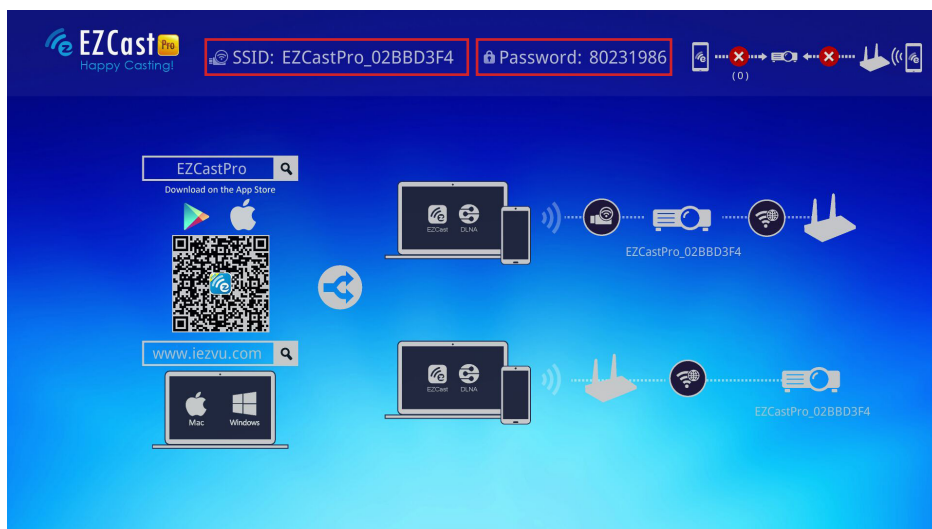 EZCast Pro
Happy Casting!
SSID: EZCastPro_02BBD3F4
Password: 80231986
(0)
EZCastPro
Download on the App Store
www.iezvu.com
Mac Windows
EZCast DLNA
EZCastPro_02BBD3F4
EZCast DLNA
EZCastPro_02BBD3F4